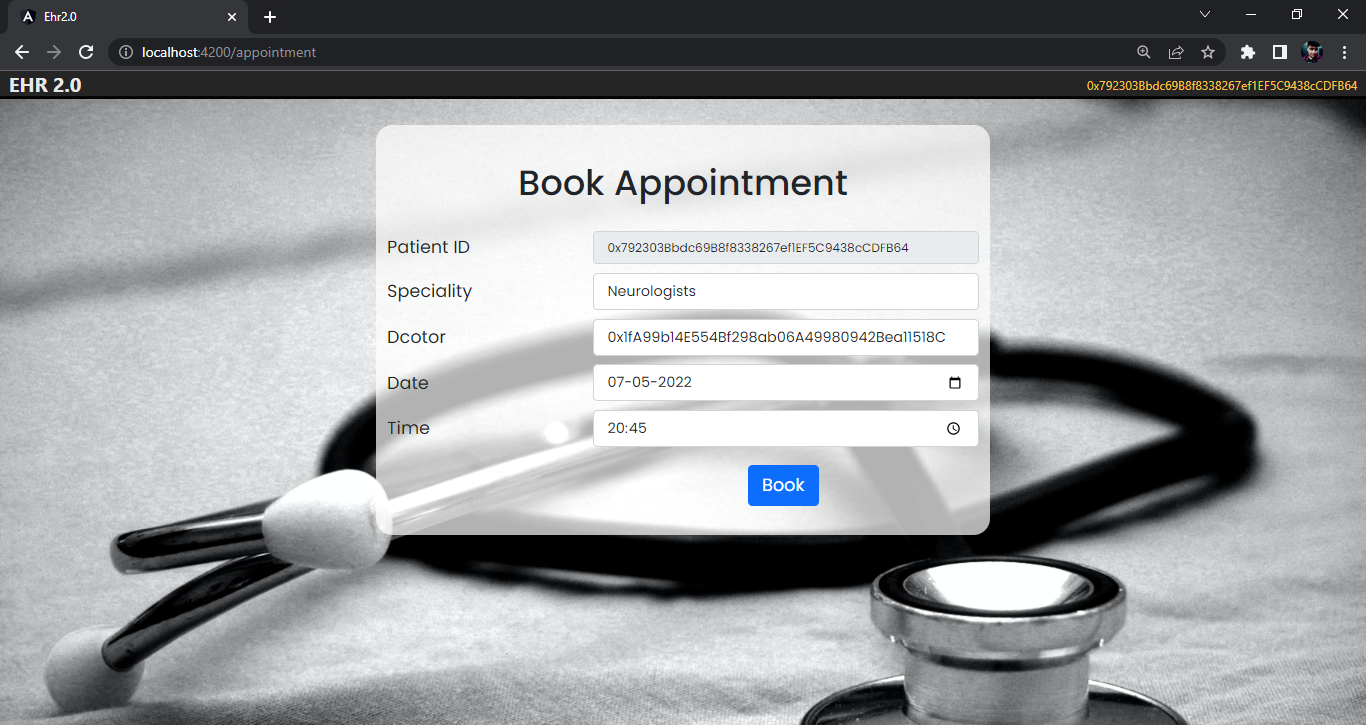 Ehr2.0
localhost:4200/appointment
EHR 2.0
0x792303Bbdc69B8f8338267ef1EF5C9438cCDFB64
Book Appointment
Patient ID 0x792303Bbdc69B8f8338267ef1EF5C9438cCDFB64
Speciality Neurologists
Dcotor 0x1fA99b14E554Bf298ab06A49980942Bea11518C
Date 07-05-2022
Time 20:45
Book